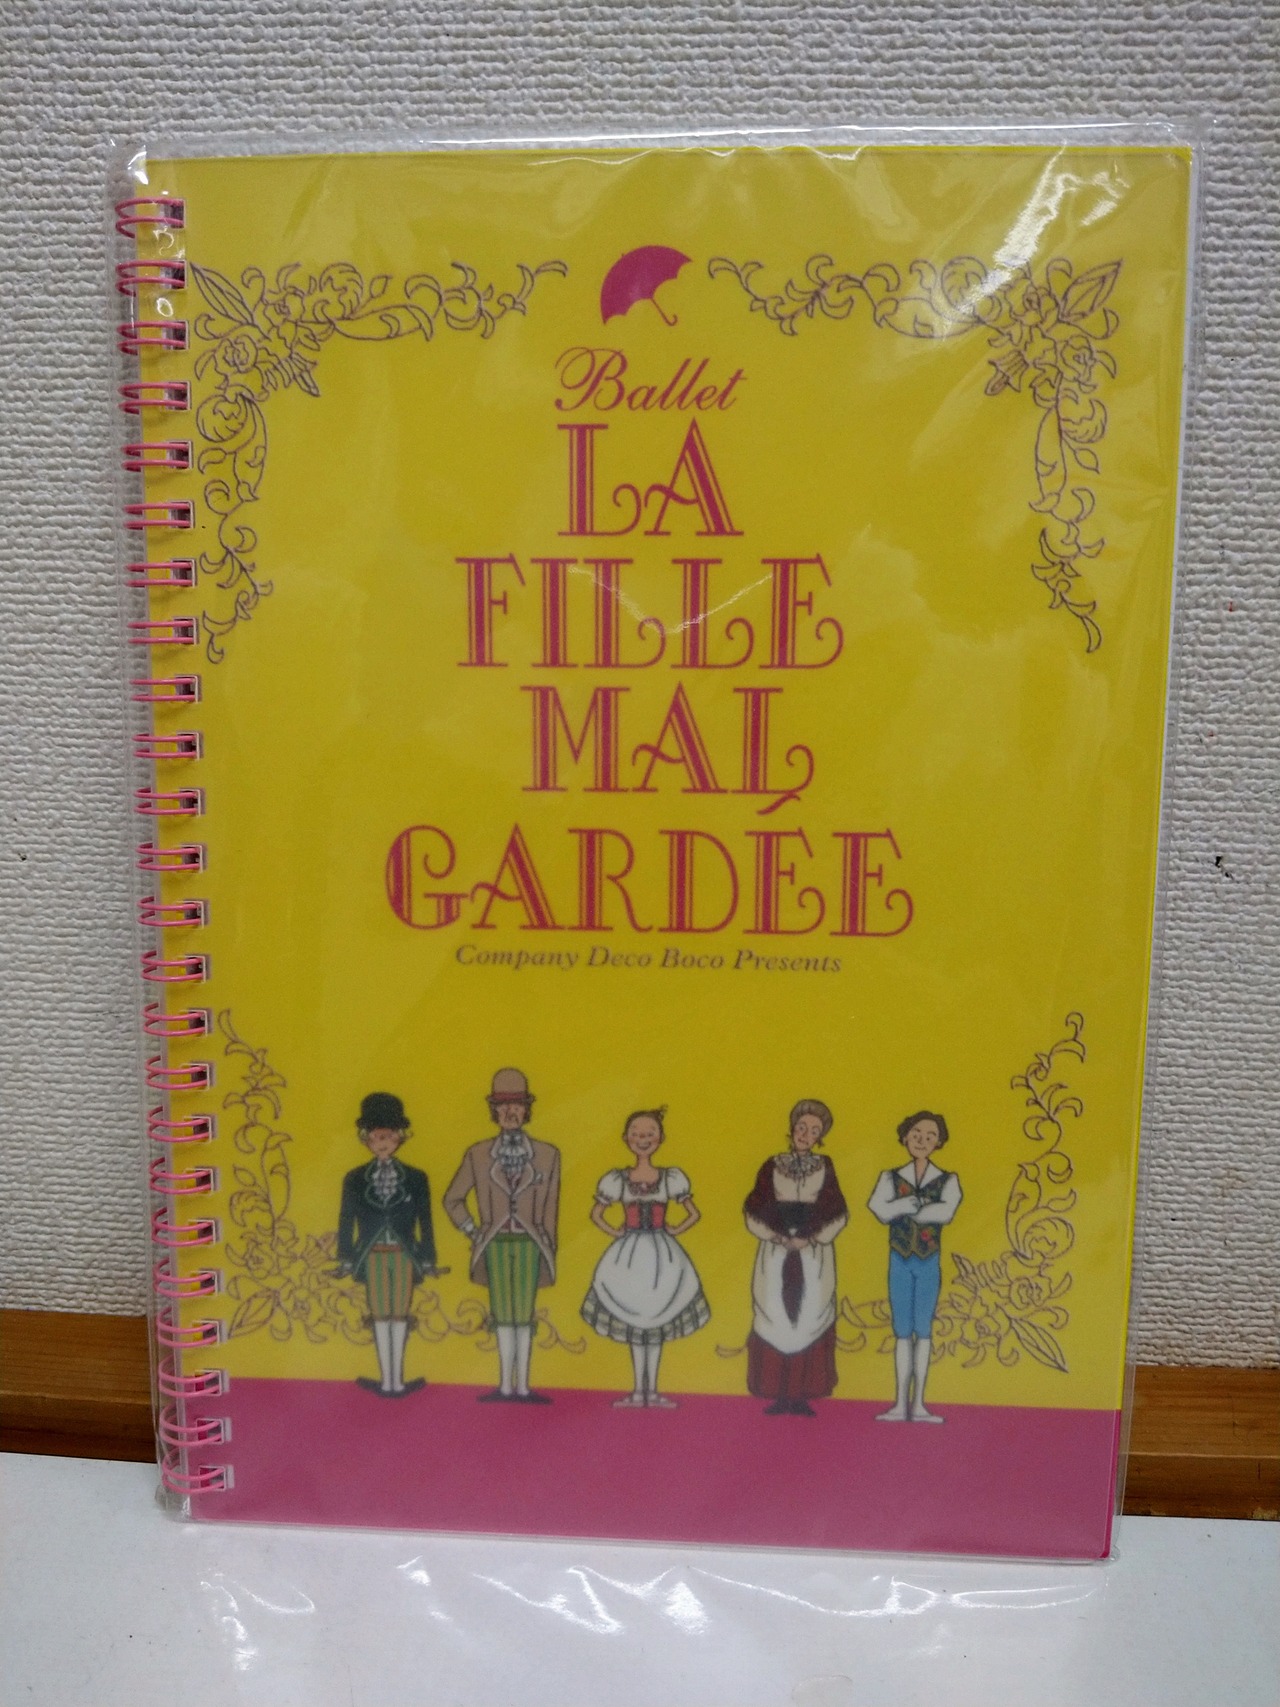 Ballet
LA
FILLE
MAL
GARDÉE
Company Deco Boco Presents